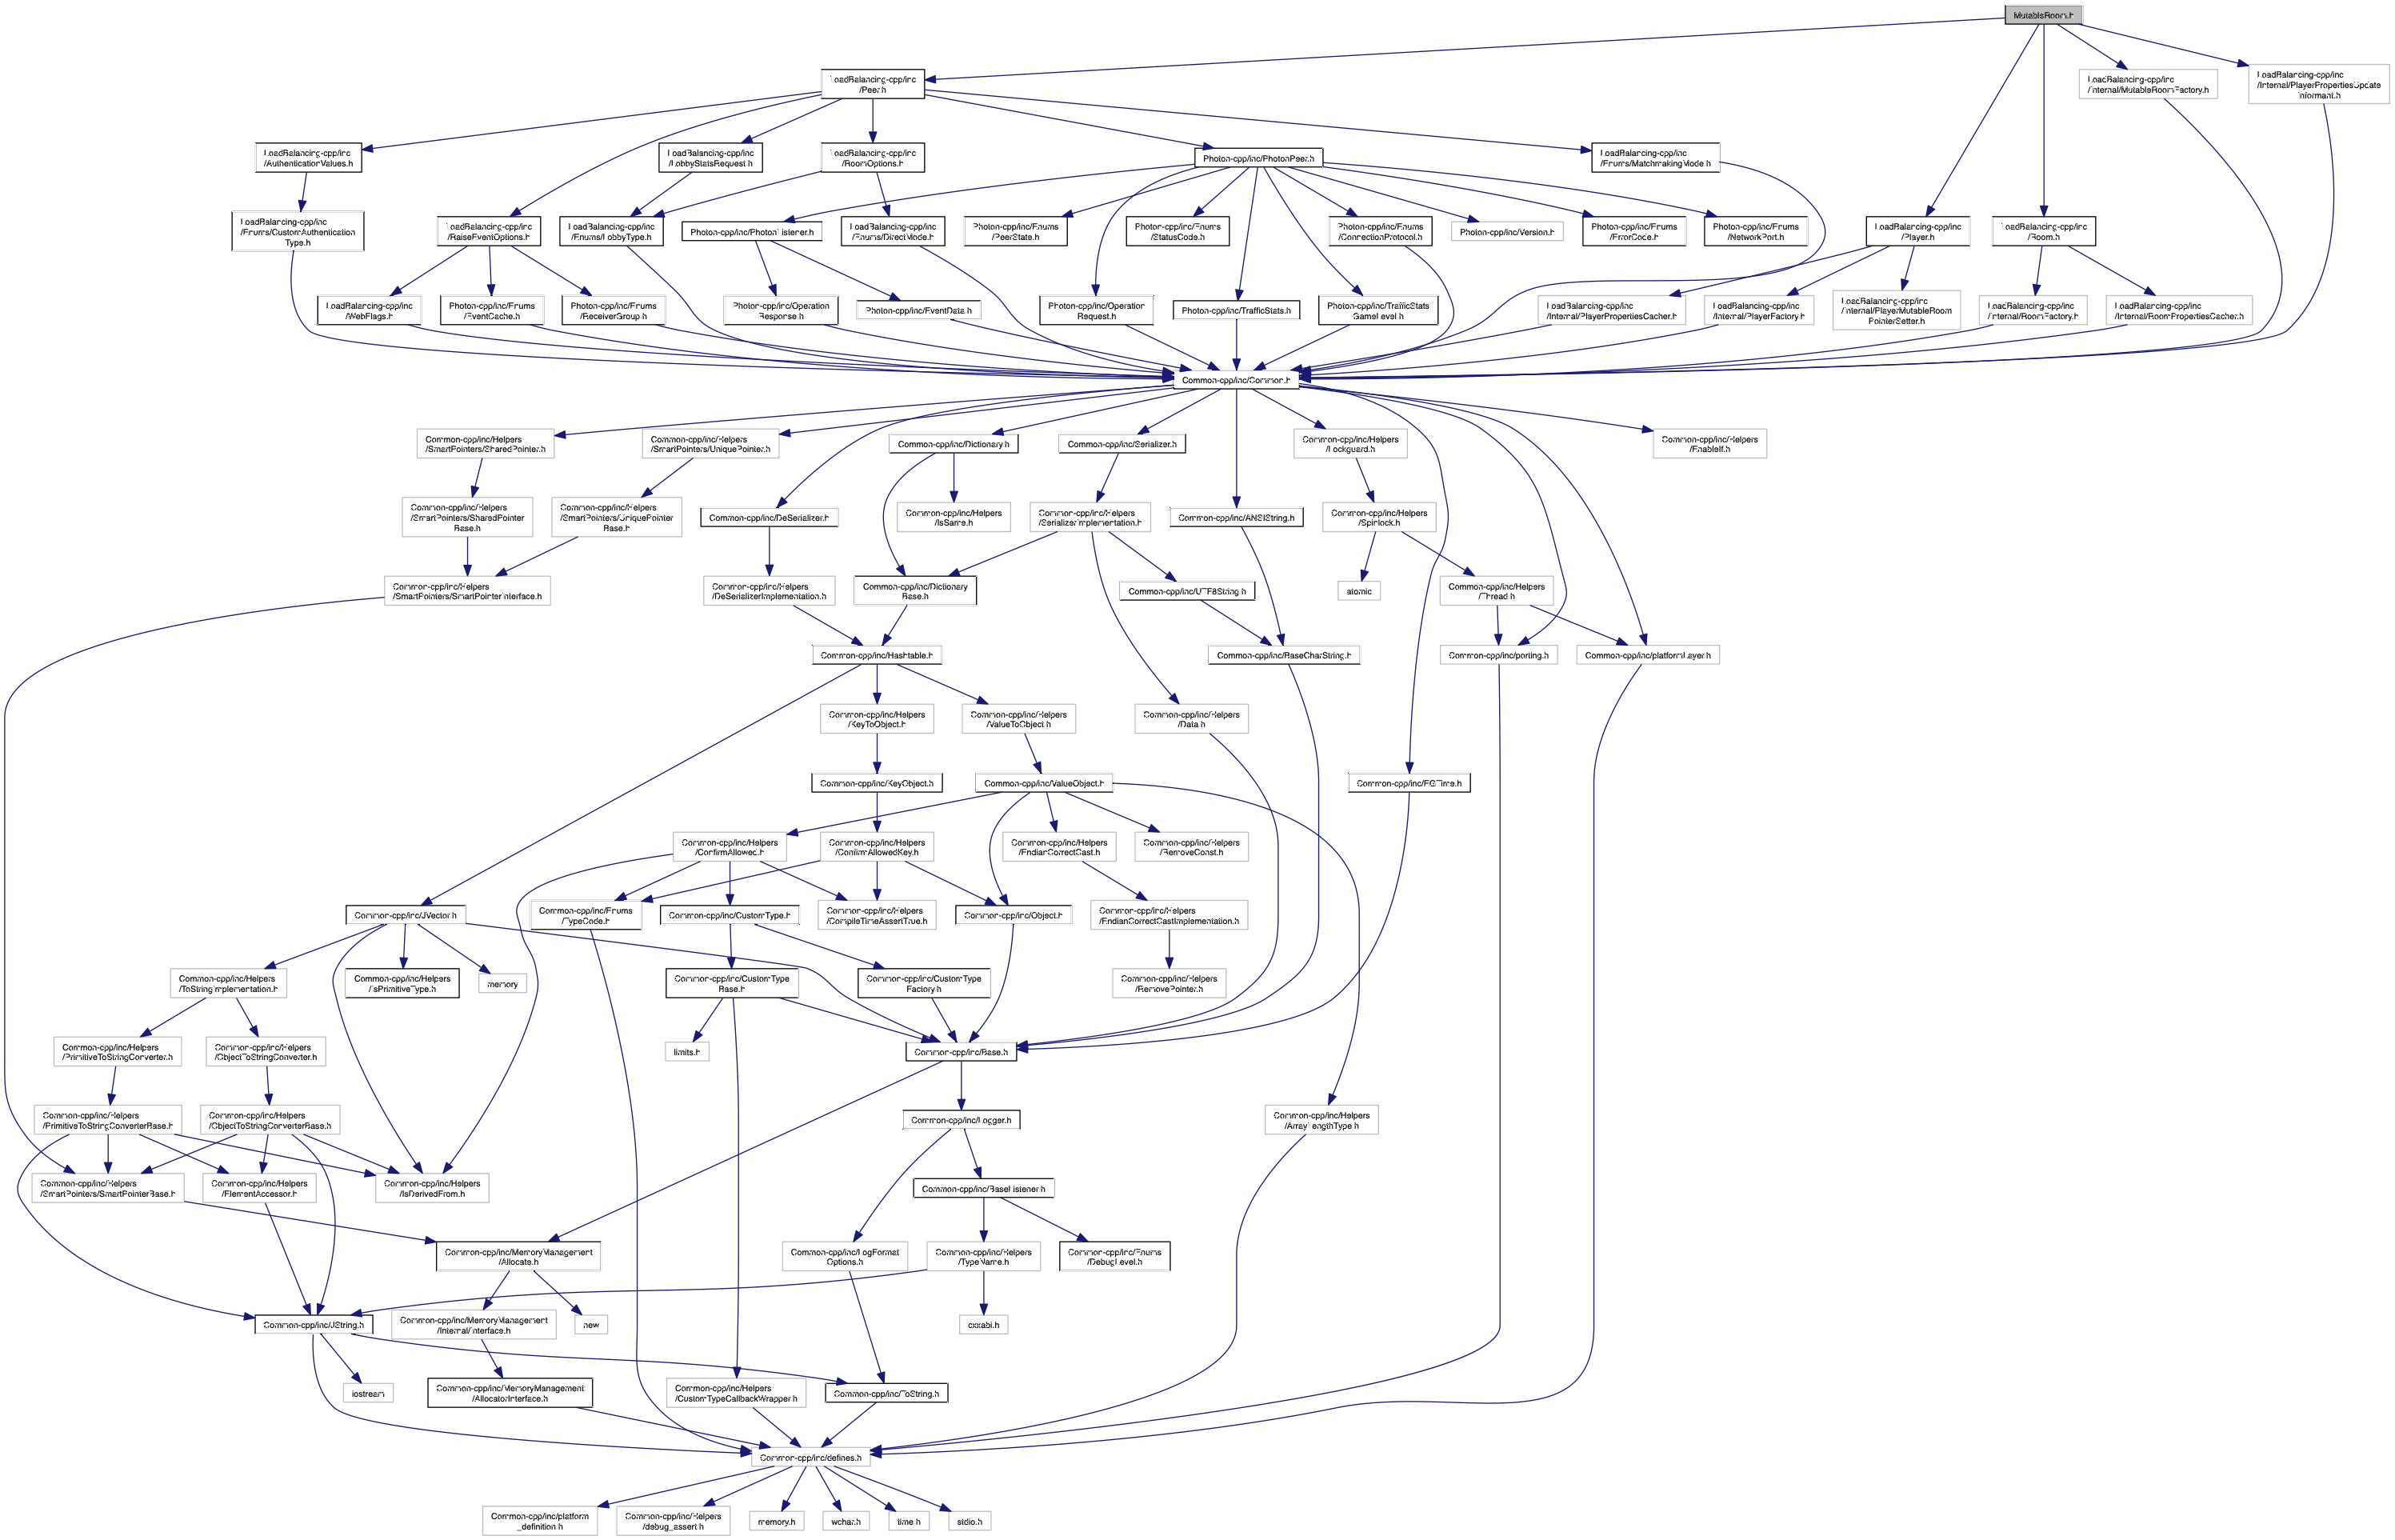 MutableRoom.h
LoadBalancing-cpp/inc
/Peer.h
LoadBalancing-cpp/inc
/Internal/MutableRoomFactory.h
LoadBalancing-cpp/inc
/Internal/PlayerPropertiesUpdate
Informant.h
LoadBalancing-cpp/inc
/AuthenticationValues.h
LoadBalancing-cpp/inc
/LobbyStatsRequest.h
LoadBalancing-cpp/inc
/RoomOptions.h
Photon-cpp/inc/PhotonPeer.h
LoadBalancing-cpp/inc
/Enums/MatchmakingMode.h
LoadBalancing-cpp/inc
/Enums/CustomAuthentication
Type.h
LoadBalancing-cpp/inc
/RaiseEventOptions.h
LoadBalancing-cpp/inc
/Enums/LobbyType.h
Photon-cpp/inc/PhotonListener.h
LoadBalancing-cpp/inc
/Enums/DirectMode.h
Photon-cpp/inc/Enums
/PeerState.h
Photon-cpp/inc/Enums
/StatusCode.h
Photon-cpp/inc/Enums
/ConnectionProtocol.h
Photon-cpp/inc/Version.h
Photon-cpp/inc/Enums
/ErrorCode.h
Photon-cpp/inc/Enums
/NetworkPort.h
LoadBalancing-cpp/inc
/Player.h
LoadBalancing-cpp/inc
/Room.h
LoadBalancing-cpp/inc
/WebFlags.h
Photon-cpp/inc/Enums
/EventCache.h
Photon-cpp/inc/Enums
/ReceiverGroup.h
Photon-cpp/inc/Operation
Response.h
Photon-cpp/inc/EventData.h
Photon-cpp/inc/Operation
Request.h
Photon-cpp/inc/TrafficStats.h
Photon-cpp/inc/TrafficStats
GameLevel.h
LoadBalancing-cpp/inc
/Internal/PlayerPropertiesCacher.h
LoadBalancing-cpp/inc
/Internal/PlayerFactory.h
LoadBalancing-cpp/inc
/Internal/PlayerMutableRoom
PointerSetter.h
LoadBalancing-cpp/inc
/Internal/RoomFactory.h
LoadBalancing-cpp/inc
/Internal/RoomPropertiesCacher.h
Common-cpp/inc/Common.h
Common-cpp/inc/Helpers
/SmartPointers/SharedPointer.h
Common-cpp/inc/Helpers
/SmartPointers/UniquePointer.h
Common-cpp/inc/Dictionary.h
Common-cpp/inc/Serializer.h
Common-cpp/inc/Helpers
/Lockguard.h
Common-cpp/inc/Helpers
/EnableIf.h
Common-cpp/inc/Helpers
/SmartPointers/SharedPointer
Base.h
Common-cpp/inc/Helpers
/SmartPointers/UniquePointer
Base.h
Common-cpp/inc/DeSerializer.h
Common-cpp/inc/Helpers
/IsSame.h
Common-cpp/inc/Helpers
/SerializerImplementation.h
Common-cpp/inc/ANSIString.h
Common-cpp/inc/Helpers
/Spinlock.h
Common-cpp/inc/Helpers
/SmartPointers/SmartPointerInterface.h
Common-cpp/inc/Helpers
/DeSerializerImplementation.h
Common-cpp/inc/Dictionary
Base.h
Common-cpp/inc/UTF8String.h
atomic
Common-cpp/inc/Helpers
/Thread.h
Common-cpp/inc/Hashtable.h
Common-cpp/inc/BaseCharString.h
Common-cpp/inc/porting.h
Common-cpp/inc/platformLayer.h
Common-cpp/inc/Helpers
/KeyToObject.h
Common-cpp/inc/Helpers
/ValueToObject.h
Common-cpp/inc/Helpers
/Data.h
Common-cpp/inc/KeyObject.h
Common-cpp/inc/ValueObject.h
Common-cpp/inc/EGTime.h
Common-cpp/inc/Helpers
/ConfirmAllowed.h
Common-cpp/inc/Helpers
/ConfirmAllowedKey.h
Common-cpp/inc/Helpers
/EndianCorrectCast.h
Common-cpp/inc/Helpers
/RemoveConst.h
Common-cpp/inc/JVector.h
Common-cpp/inc/Enums
/TypeCode.h
Common-cpp/inc/CustomType.h
Common-cpp/inc/Helpers
/CompileTimeAssertTrue.h
Common-cpp/inc/Object.h
Common-cpp/inc/Helpers
/EndianCorrectCastImplementation.h
Common-cpp/inc/Helpers
/ToStringImplementation.h
Common-cpp/inc/Helpers
/IsPrimitiveType.h
memory
Common-cpp/inc/CustomType
Base.h
Common-cpp/inc/CustomType
Factory.h
Common-cpp/inc/Helpers
/RemovePointer.h
Common-cpp/inc/Helpers
/PrimitiveToStringConverter.h
Common-cpp/inc/Helpers
/ObjectToStringConverter.h
limits.h
Common-cpp/inc/Base.h
Common-cpp/inc/Helpers
/PrimitiveToStringConverterBase.h
Common-cpp/inc/Helpers
/ObjectToStringConverterBase.h
Common-cpp/inc/Logger.h
Common-cpp/inc/Helpers
/ArrayLengthType.h
Common-cpp/inc/Helpers
/SmartPointers/SmartPointerBase.h
Common-cpp/inc/Helpers
/ElementAccessor.h
Common-cpp/inc/Helpers
/IsDerivedFrom.h
Common-cpp/inc/BaseListener.h
Common-cpp/inc/MemoryManagement
/Allocate.h
Common-cpp/inc/LogFormat
Options.h
Common-cpp/inc/Helpers
/TypeName.h
Common-cpp/inc/Enums
/DebugLevel.h
Common-cpp/inc/JString.h
Common-cpp/inc/MemoryManagement
/Internal/Interface.h
new
cxxabi.h
iostream
Common-cpp/inc/MemoryManagement
/AllocatorInterface.h
Common-cpp/inc/Helpers
/CustomTypeCallbackWrapper.h
Common-cpp/inc/ToString.h
Common-cpp/inc/defines.h
Common-cpp/inc/platform
_definition.h
Common-cpp/inc/Helpers
/debug_assert.h
memory.h
wchar.h
time.h
stdio.h